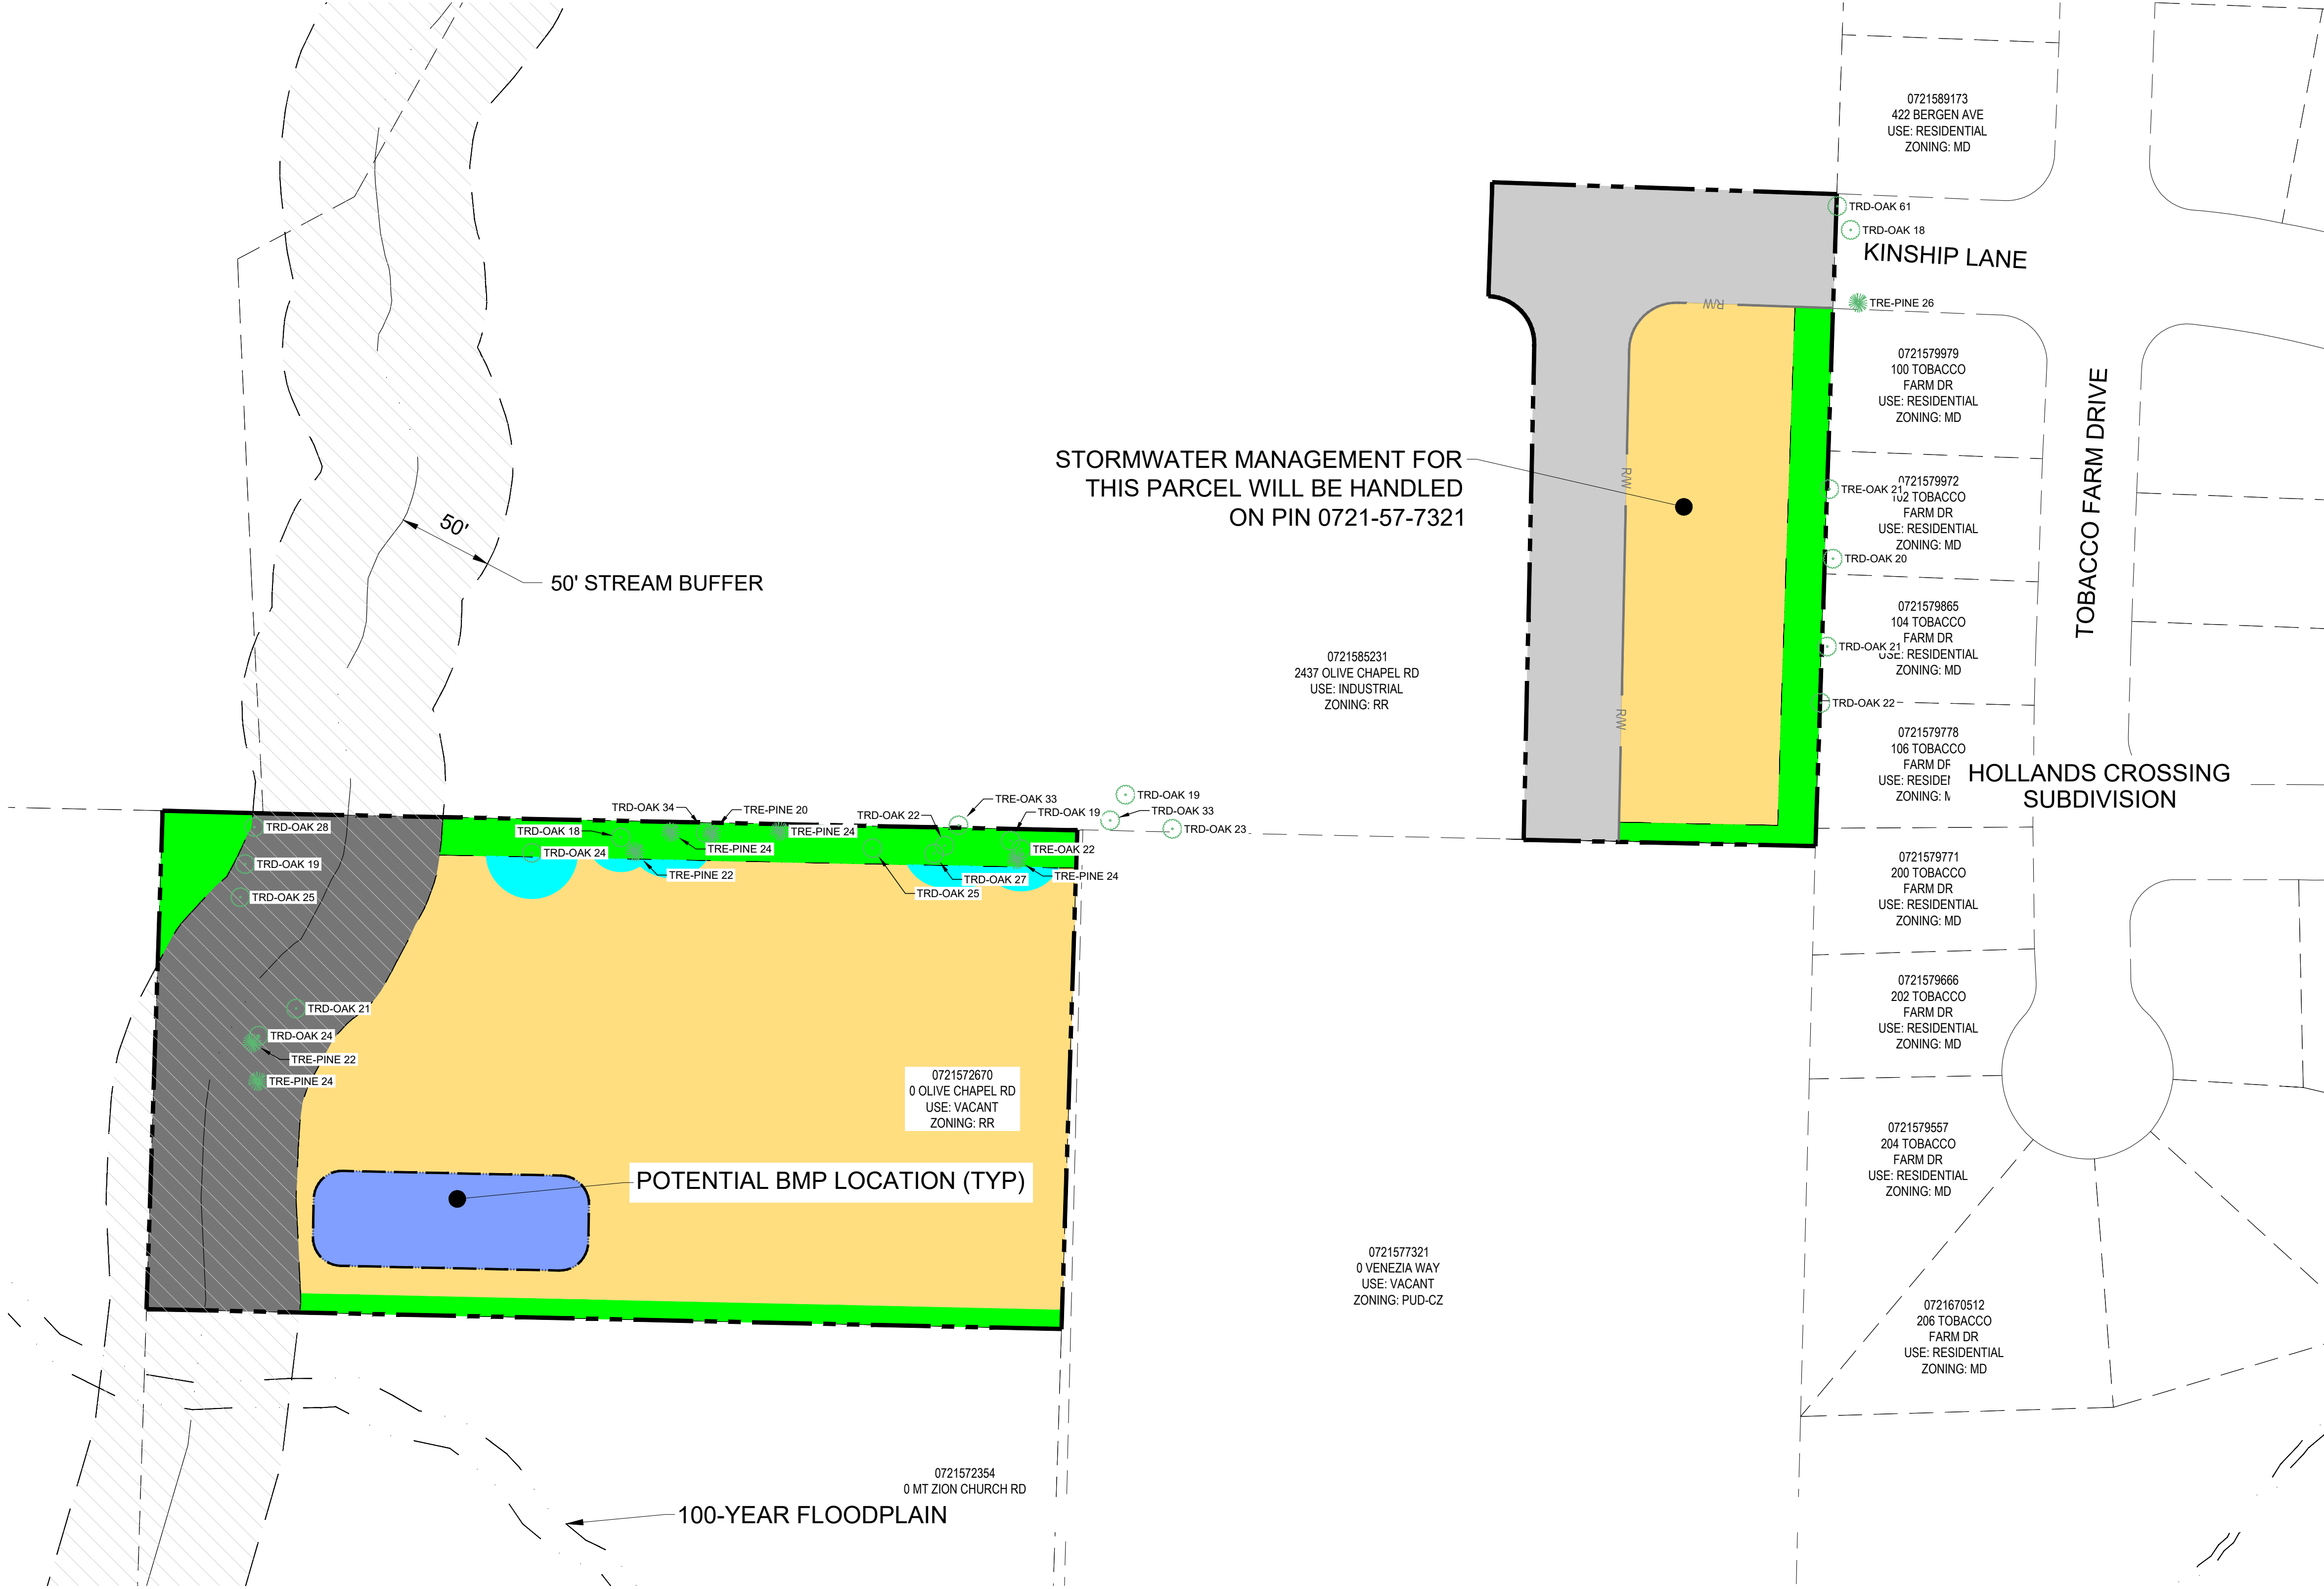 0721589173
422 BERGEN AVE
USE: RESIDENTIAL
ZONING: MD
TRD-OAK 61
TRD-OAK 18
KINSHIP LANE
TRE-PINE 26
R/W
0721579979
100 TOBACCO
FARM DR
USE: RESIDENTIAL
ZONING: MD
TOBACCO FARM DRIVE
STORMWATER MANAGEMENT FOR
THIS PARCEL WILL BE HANDLED
ON PIN 0721-57-7321
R/W
TRE-OAK 21
0721579972
102 TOBACCO
FARM DR
USE: RESIDENTIAL
ZONING: MD
TRD-OAK 20
50'
50' STREAM BUFFER
0721579865
104 TOBACCO
FARM DR
USE: RESIDENTIAL
ZONING: MD
TRD-OAK 21
0721585231
2437 OLIVE CHAPEL RD
USE: INDUSTRIAL
ZONING: RR
TRD-OAK 22
R/W
0721579778
106 TOBACCO
FARM DR
USE: RESIDEN
ZONING: M
HOLLANDS CROSSING
SUBDIVISION
TRD-OAK 28
TRD-OAK 19
TRD-OAK 25
TRD-OAK 34
TRE-PINE 20
TRD-OAK 18
TRD-OAK 24
TRE-PINE 24
TRE-PINE 24
TRE-PINE 22
TRD-OAK 22
TRE-OAK 33
TRD-OAK 19
TRD-OAK 19
TRD-OAK 33
TRD-OAK 23
TRE-OAK 22
TRE-PINE 24
TRD-OAK 27
TRD-OAK 25
0721579771
200 TOBACCO
FARM DR
USE: RESIDENTIAL
ZONING: MD
TRD-OAK 21
TRD-OAK 24
TRE-PINE 22
TRE-PINE 24
0721579666
202 TOBACCO
FARM DR
USE: RESIDENTIAL
ZONING: MD
0721572670
0 OLIVE CHAPEL RD
USE: VACANT
ZONING: RR
0721579557
204 TOBACCO
FARM DR
USE: RESIDENTIAL
ZONING: MD
POTENTIAL BMP LOCATION (TYP)
0721577321
0 VENEZIA WAY
USE: VACANT
ZONING: PUD-CZ
0721670512
206 TOBACCO
FARM DR
USE: RESIDENTIAL
ZONING: MD
0721572354
0 MT ZION CHURCH RD
100-YEAR FLOODPLAIN